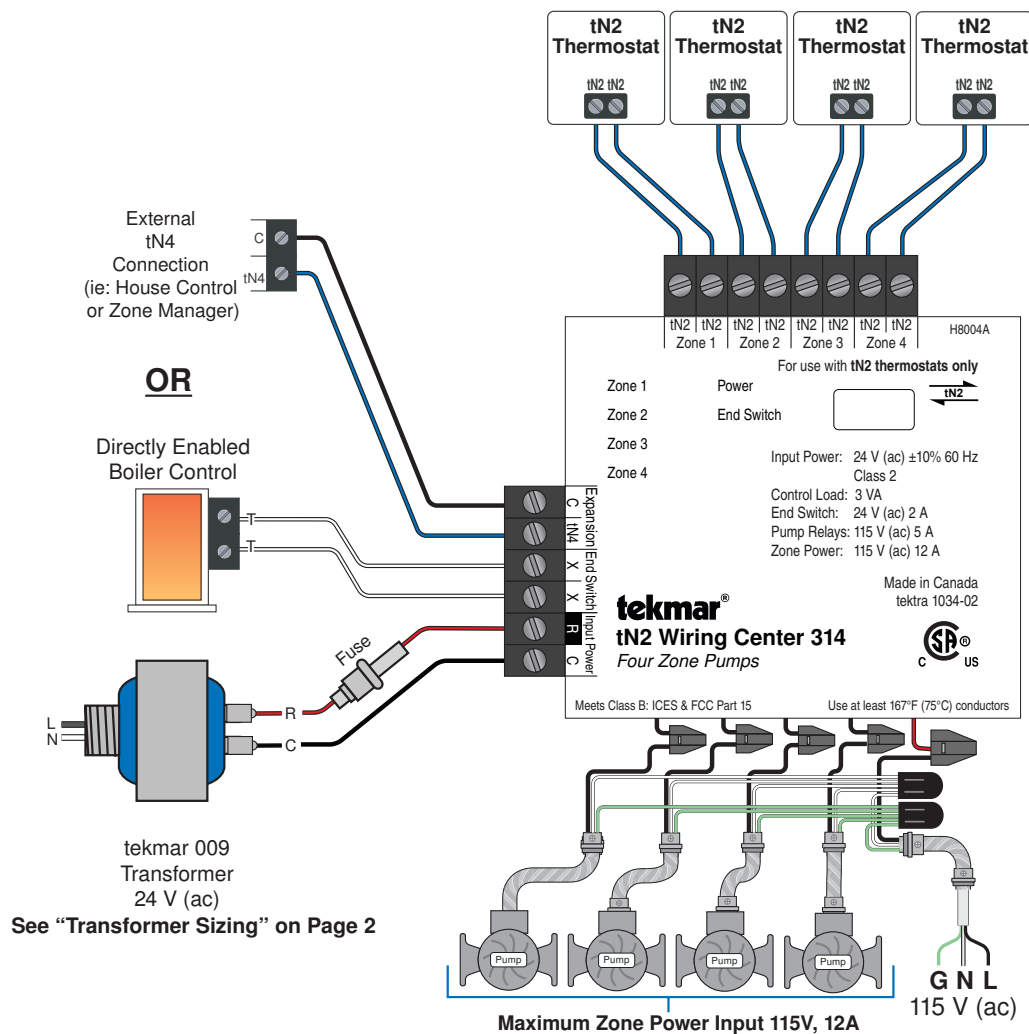 tN2
Thermostat
tN2 tN2
tN2
Thermostat
tN2 tN2
tN2
Thermostat
tN2 tN2
tN2
Thermostat
tN2 tN2
External
tN4
Connection
(ie: House Control
or Zone Manager)
C
tN4
OR
Directly Enabled
Boiler Control
T
T
Fuse
L
N
R
C
tekmar 009
Transformer
24 V (ac)
See “Transformer Sizing” on Page 2
tN2 tN2 tN2 tN2 tN2 tN2 tN2 tN2
Zone 1 Zone 2 Zone 3 Zone 4
H8004A
For use with tN2 thermostats only
tN2
Zone 1 Power
Zone 2 End Switch
Zone 3
Zone 4
Input Power: 24 V (ac) ±10% 60 Hz
Class 2
Control Load: 3 VA
End Switch: 24 V (ac) 2 A
Pump Relays: 115 V (ac) 5 A
Zone Power: 115 V (ac) 12 A
Made in Canada
tektra 1034-02
C tN4 X X R C
Expansion End Switch Input Power
tekmar®
tN2 Wiring Center 314
Four Zone Pumps
C SA ® US
Meets Class B: ICES & FCC Part 15
Use at least 167°F (75°C) conductors
Pump
Pump
Pump
Pump
G N L
115 V (ac)
Maximum Zone Power Input 115V, 12A